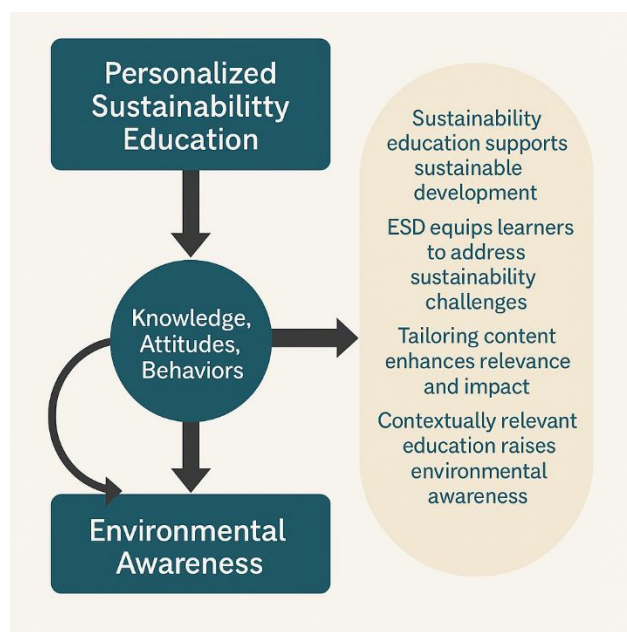 Personalized
Sustainabilitty
Education
Knowledge,
Attitudes,
Behaviors
Environmental
Awareness
Sustainability
education supports
sustainable
development
ESD equips learners
to address
sustainability
challenges
Tailoring content
enhances relevance
and impact
Contextually relevant
education raises
environmental
awareness